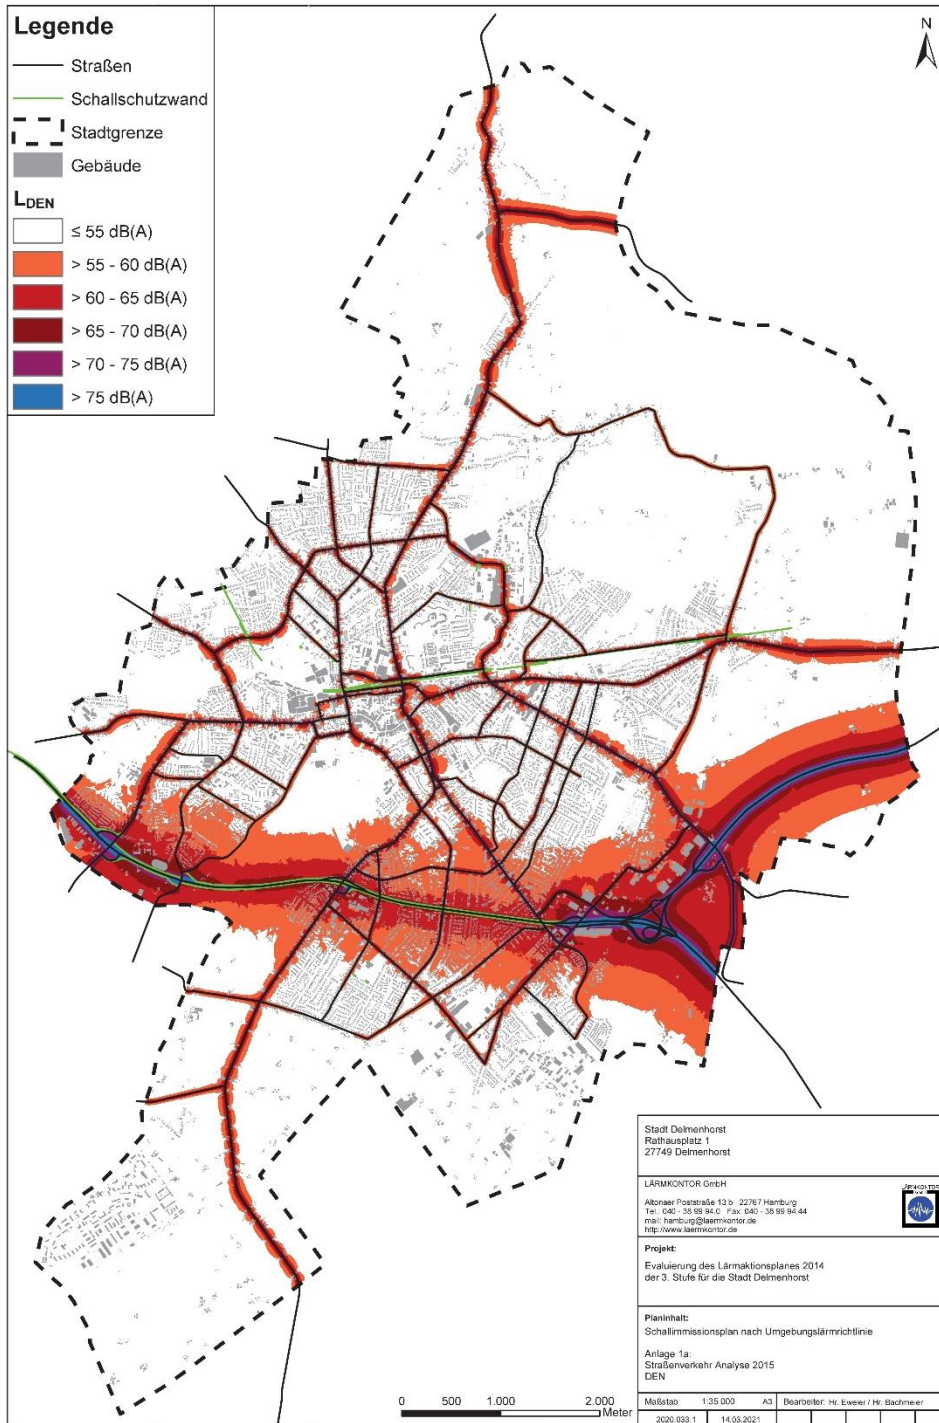 Legende
Straßen
Schallschutzwand
Stadtgrenze
Gebäude
LDEN
≤ 55 dB(A)
> 55 - 60 dB(A)
> 60 - 65 dB(A)
> 65 - 70 dB(A)
> 70 - 75 dB(A)
> 75 dB(A)
N
Stadt Delmenhorst
Rathausplatz 1
27749 Delmenhorst
LÄRMKONTOR GmbH
Altonaer Poststraße 13 b 22767 Hamburg
Tel.: 040 - 38 99 94.0 Fax: 040 - 38 99 94 44
mail: hamburg@laermkontor.de
http://www.laermkontor.de
LÄRMKONTOR
Projekt:
Evaluierung des Lärmaktionsplanes 2014
der 3. Stufe für die Stadt Delmenhorst
Planinhalt:
Schallimmissionsplan nach Umgebungslärmrichtlinie
Anlage 1a:
Straßenverkehr Analyse 2015
DEN
0 500 1.000 2.000
Meter
Maßstab: 1:35.000 A3 Bearbeiter: Hr. Eweler / Hr. Bachmeier
2020.033.1 14.03.2021